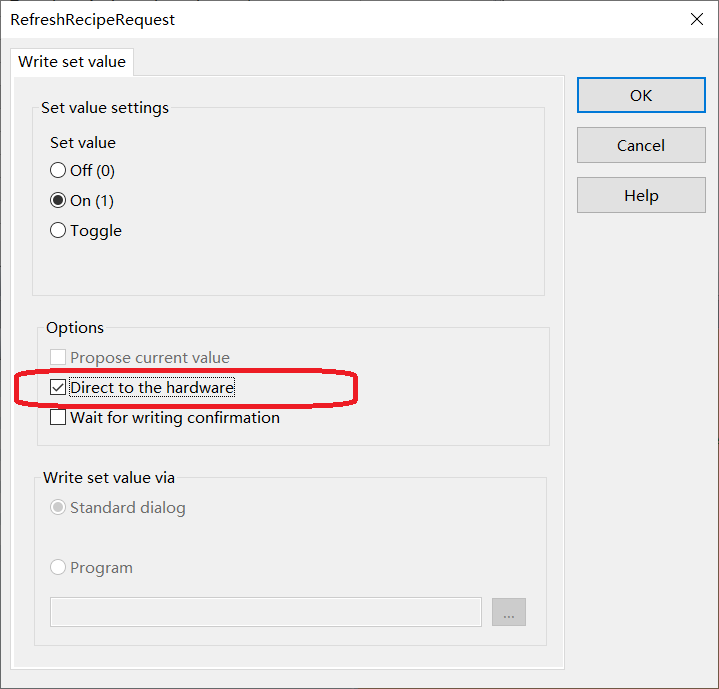 RefreshRecipeRequest
Write set value
Set value settings
Set value
Off (0)
On (1)
Toggle
Options
Propose current value
Direct to the hardware
Wait for writing confirmation
Write set value via
Standard dialog
Program
...
OK
Cancel
Help